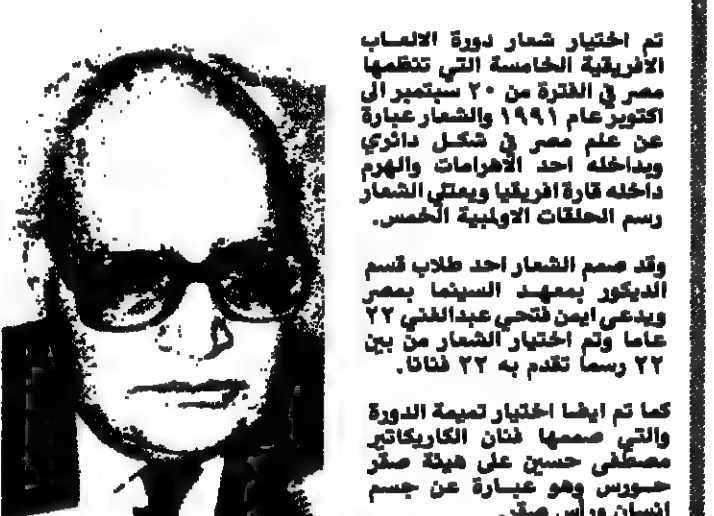 تم اختيار شعار دورة الالعاب
الافريقية الخامسة التي تنظمها
مصر في الفترة من ٢٠ سبتمبر الى
اكتوبر عام ١٩٩١ والشعار عبارة
عن علم مصر في شكل دائري
وبداخله احد الأهرامات والهرم
داخله قارة افريقيا ويعتلي الشعار
رسم الحلقات الاولمبية الخمس.
وقد صمم الشعار احد طلاب قسم
الديكور بمعهد السينما بمصر
ويدعى ايمن فتحي عبدالغني ٢٢
عاما وتم اختيار الشعار من بين
٢٢ رسما تقدم به ٢٢ فنانا.
كما تم ايضا اختيار تميمة الدورة
والتي صممها فنان الكاريكاتير
مصطفى حسين على هيئة صقر
حورس وهو عبارة عن جسم
انسان ورأس صقر.